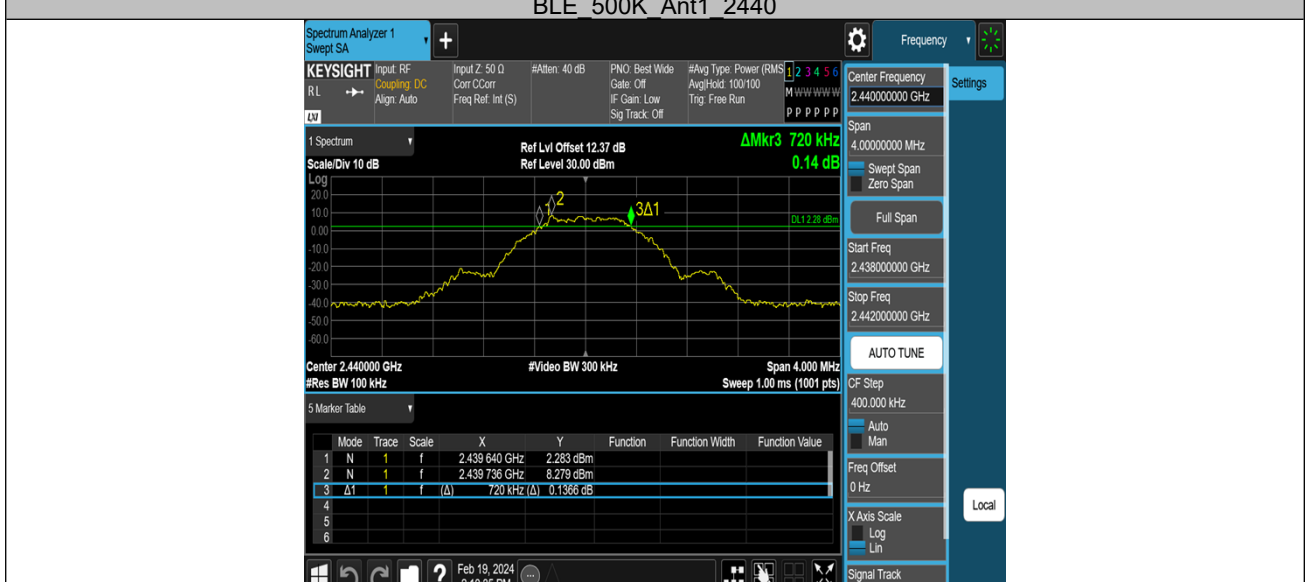 BLE_500K_Ant1_2440
Spectrum Analyzer 1
Swept SA
Frequency
KEYSIGHT
RL
LXI
Input: RF
Coupling: DC
Align: Auto
Input Z: 50 Ω
Corr CCorr
Freq Ref: Int (S)
#Atten: 40 dB
PNO: Best Wide
Gate: Off
IF Gain: Low
Sig Track: Off
#Avg Type: Power (RMS
Avg|Hold: 100/100
Trig: Free Run
1 2 3 4 5 6
M W W W W W
P P P P P P
1 Spectrum
Scale/Div 10 dB
Ref Lvl Offset 12.37 dB
Ref Level 30.00 dBm
ΔMkr3 720 kHz
0.14 dB
Log
20.0
10.0
0.00
-10.0
-20.0
-30.0
-40.0
-50.0
-60.0
1
2
3Δ1
DL1 2.28 dBm
Center 2.440000 GHz
#Video BW 300 kHz
Span 4.000 MHz
#Res BW 100 kHz
Sweep 1.00 ms (1001 pts)
5 Marker Table
Mode Trace Scale X Y Function Function Width Function Value
1 N 1 f 2.439 640 GHz 2.283 dBm
2 N 1 f 2.439 736 GHz 8.279 dBm
3 Δ1 1 f (Δ) 720 kHz (Δ) 0.1366 dB
4
5
6
Feb 19, 2024
?
...
Center Frequency
2.440000000 GHz
Settings
Span
4.00000000 MHz
Swept Span
Zero Span
Full Span
Start Freq
2.438000000 GHz
Stop Freq
2.442000000 GHz
AUTO TUNE
CF Step
400.000 kHz
Auto
Man
Freq Offset
0 Hz
X Axis Scale
Log
Lin
Local
Signal Track